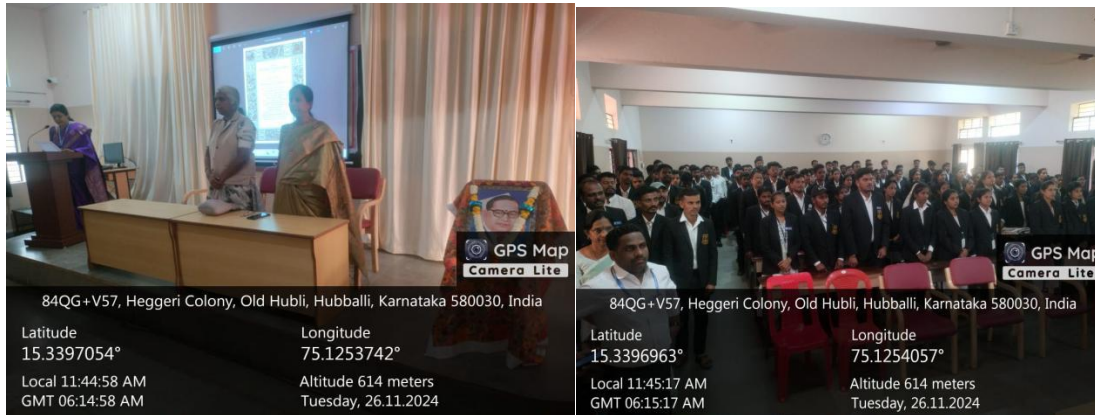 GPS Map
Camera Lite
84QG+V57, Heggeri Colony, Old Hubli, Hubballi, Karnataka 580030, India
Latitude
15.3397054°
Longitude
75.1253742°
Local 11:44:58 AM
GMT 06:14:58 AM
Altitude 614 meters
Tuesday, 26.11.2024
GPS Map
Camera Lite
84QG+V57, Heggeri Colony, Old Hubli, Hubballi, Karnataka 580030, India
Latitude
15.3396963°
Longitude
75.1254057°
Local 11:45:17 AM
GMT 06:15:17 AM
Altitude 614 meters
Tuesday, 26.11.2024